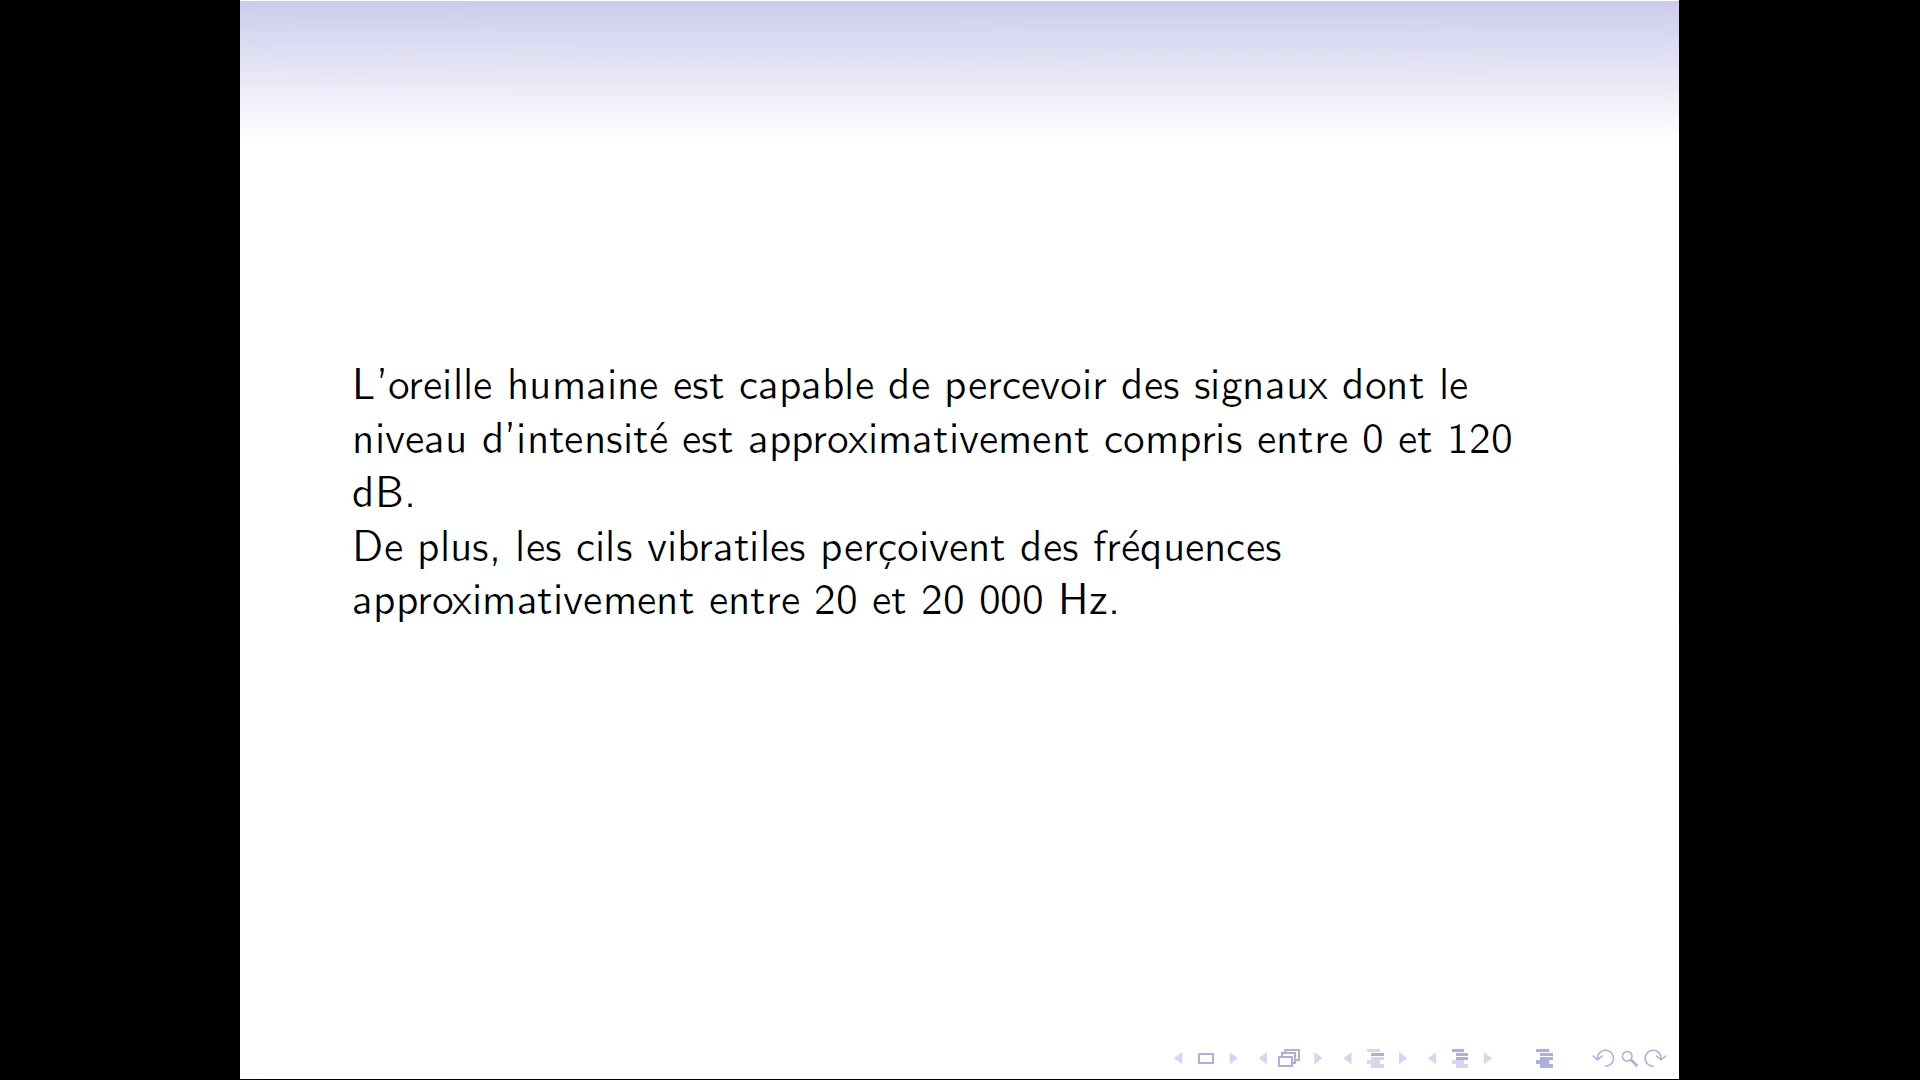 L'oreille humaine est capable de percevoir des signaux dont le
niveau d'intensité est approximativement compris entre 0 et 120
dB.
De plus, les cils vibratiles perçoivent des fréquences
approximativement entre 20 et 20 000 Hz.